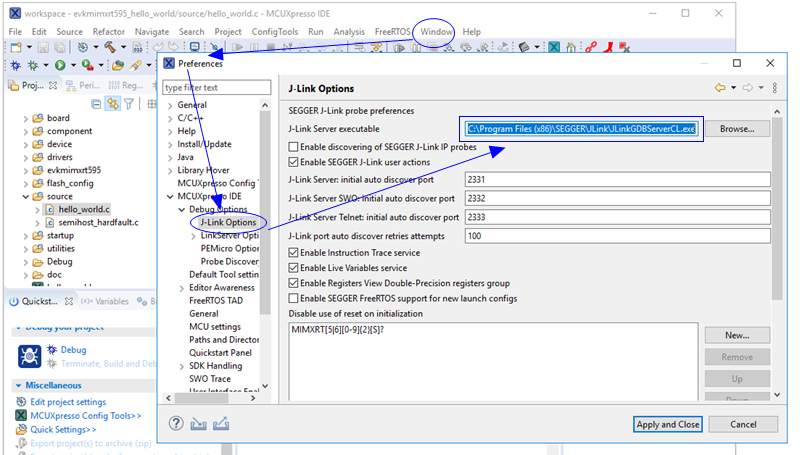 workspace - evkmimxrt595_hello_world/source/hello_world.c - MCUXpresso IDE
File Edit Source Refactor Navigate Search Project ConfigTools Run Analysis FreeRTOS Window Help
Proj... Peri... Reg...
board
component
device
drivers
evkmimxrt595
flash_config
source
hello_world.c
semihost_hardfault.c
startup
utilities
Debug
doc
Quickst... Variables
Debug your project
Debug
Terminate, Build and Deb
Miscellaneous
Edit project settings
MCUXpresso Config Tools>>
Quick Settings>>
Export project(s) to archive (zip)
Preferences
type filter text
General
C/C++
Help
Install/Update
Java
Library Hover
MCUXpresso Config T
MCUXpresso IDE
Debug Options
J-Link Options
LinkServer Opti
PEMicro Option
Probe Discover
Default Tool settin
Editor Awareness
FreeRTOS TAD
General
MCU settings
Paths and Director
Quickstart Panel
SDK Handling
SWO Trace
User Interface Enal
J-Link Options
SEGGER J-Link probe preferences
J-Link Server executable C:\Program Files (x86)\SEGGER\JLink\JLinkGDBServerCL.exe Browse...
Enable discovering of SEGGER J-Link IP probes
Enable SEGGER J-Link user actions
J-Link Server: initial auto discover port 2331
J-Link Server SWO: initial auto discover port 2332
J-Link Server Telnet: initial auto discover port 2333
J-Link port auto discover retries attempts 100
Enable Instruction Trace service
Enable Live Variables service
Enable Registers View Double-Precision registers group
Enable SEGGER FreeRTOS support for new launch configs
Disable use of reset on initialization
MIMXRT[5|6][0-9]{2}[S]?
New...
Remove
Up
Down
Apply and Close Cancel